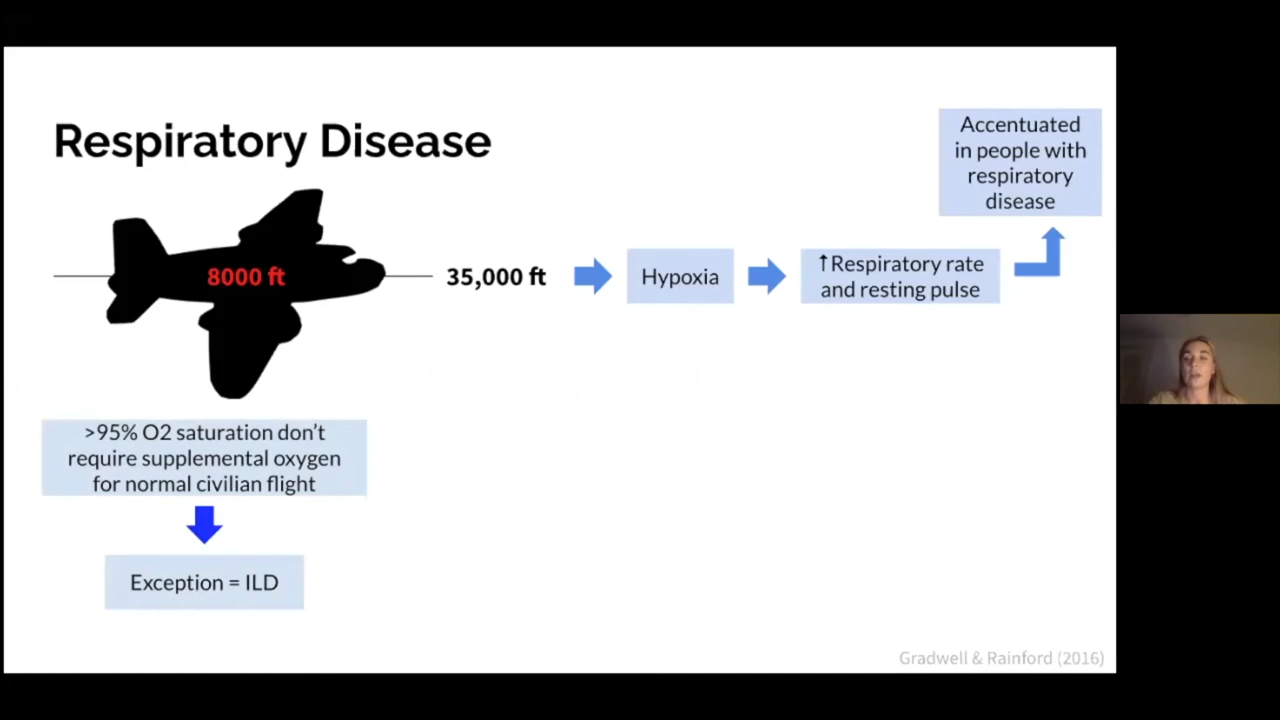 Respiratory Disease
8000 ft
35,000 ft
Hypoxia
↑Respiratory rate
and resting pulse
Accentuated
in people with
respiratory
disease
>95% O2 saturation don't
require supplemental oxygen
for normal civilian flight
Exception = ILD
Gradwell & Rainford (2016)